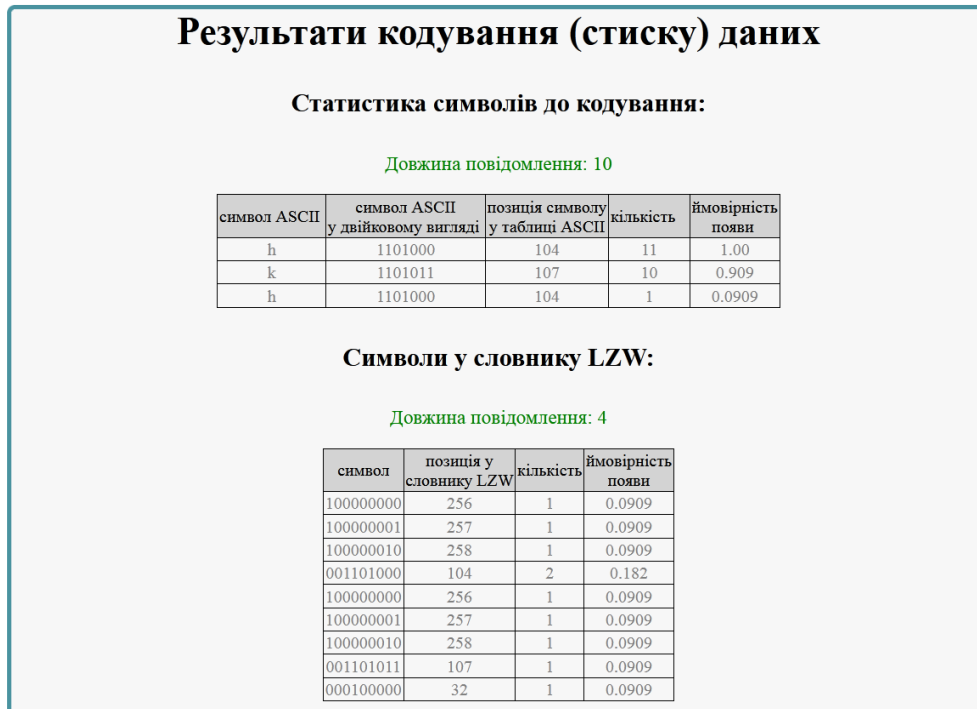 Результати кодування (стиску) даних
Статистика символів до кодування:
Довжина повідомлення: 10
символ ASCII символ ASCII у двійковому вигляді позиція символу у таблиці ASCII кількість ймовірність появи
h 1101000 104 11 1.00
k 1101011 107 10 0.909
h 1101000 104 1 0.0909
Символи у словнику LZW:
Довжина повідомлення: 4
символ позиція у словнику LZW кількість ймовірність появи
100000000 256 1 0.0909
100000001 257 1 0.0909
100000010 258 1 0.0909
001101000 104 2 0.182
100000000 256 1 0.0909
100000001 257 1 0.0909
100000010 258 1 0.0909
001101011 107 1 0.0909
000100000 32 1 0.0909